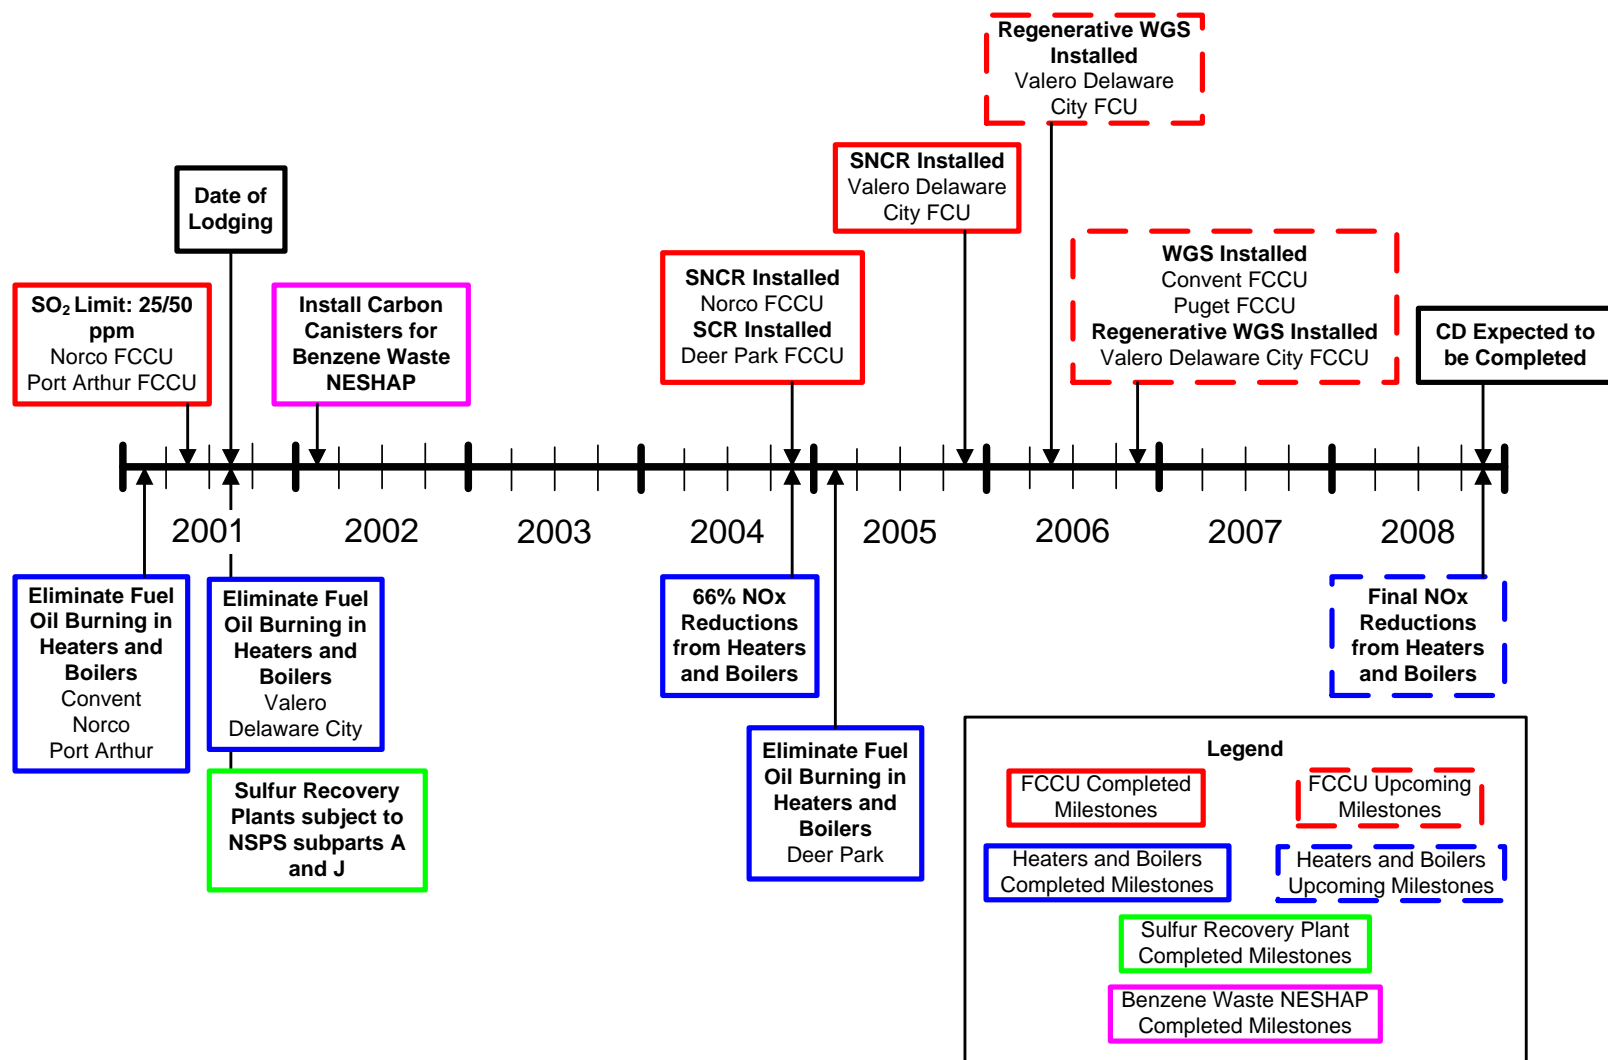 Regenerative WGS
Installed
Valero Delaware
City FCU
SNCR Installed
Valero Delaware
City FCU
Date of
Lodging
SO2 Limit: 25/50
ppm
Norco FCCU
Port Arthur FCCU
Install Carbon
Canisters for
Benzene Waste
NESHAP
SNCR Installed
Norco FCCU
SCR Installed
Deer Park FCCU
WGS Installed
Convent FCCU
Puget FCCU
Regenerative WGS Installed
Valero Delaware City FCCU
CD Expected to
be Completed
2001 2002 2003 2004 2005 2006 2007 2008
Eliminate Fuel
Oil Burning in
Heaters and
Boilers
Convent
Norco
Port Arthur
Eliminate Fuel
Oil Burning in
Heaters and
Boilers
Valero
Delaware City
Sulfur Recovery
Plants subject to
NSPS subparts A
and J
66% NOx
Reductions
from Heaters
and Boilers
Eliminate Fuel
Oil Burning in
Heaters and
Boilers
Deer Park
Final NOx
Reductions
from Heaters
and Boilers
Legend
FCCU Completed
Milestones
FCCU Upcoming
Milestones
Heaters and Boilers
Completed Milestones
Heaters and Boilers
Upcoming Milestones
Sulfur Recovery Plant
Completed Milestones
Benzene Waste NESHAP
Completed Milestones